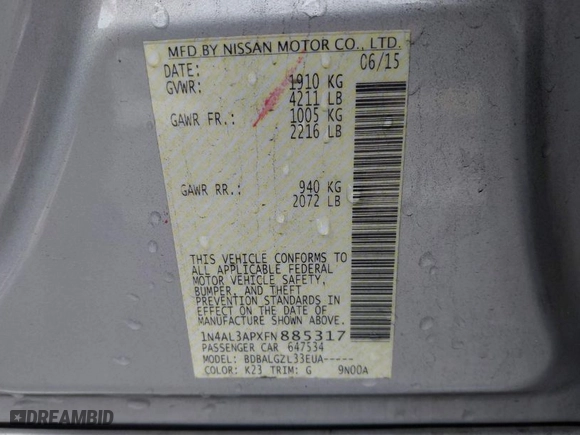 MFD BY NISSAN MOTOR CO., LTD.
DATE: 06/15
GVWR: 1910 KG
4211 LB
GAWR FR.: 1005 KG
2216 LB
GAWR RR.: 940 KG
2072 LB
THIS VEHICLE CONFORMS TO
ALL APPLICABLE FEDERAL
MOTOR VEHICLE SAFETY,
BUMPER, AND THEFT
PREVENTION STANDARDS IN
EFFECT ON THE DATE OF
MANUFACTURE SHOWN ABOVE.
1N4AL3APXFN885317
PASSENGER CAR 647534
MODEL: BDBALGZL33EUA-----
COLOR: K23 TRIM: G 9N00A
DREAMBID